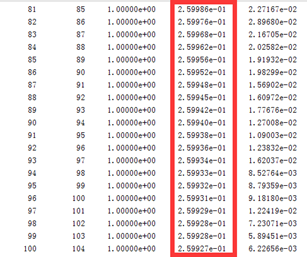 81 85 1.00000e+00 2.59986e-01 2.27167e-02
82 86 1.00000e+00 2.59976e-01 2.89680e-02
83 87 1.00000e+00 2.59968e-01 2.16705e-02
84 88 1.00000e+00 2.59962e-01 2.02582e-02
85 89 1.00000e+00 2.59956e-01 1.91932e-02
86 90 1.00000e+00 2.59952e-01 1.98299e-02
87 91 1.00000e+00 2.59948e-01 1.56902e-02
88 92 1.00000e+00 2.59945e-01 1.60972e-02
89 93 1.00000e+00 2.59942e-01 1.77676e-02
90 94 1.00000e+00 2.59940e-01 1.27008e-02
91 95 1.00000e+00 2.59938e-01 1.09003e-02
92 96 1.00000e+00 2.59936e-01 1.23832e-02
93 97 1.00000e+00 2.59934e-01 1.62037e-02
94 98 1.00000e+00 2.59933e-01 8.52764e-03
95 99 1.00000e+00 2.59932e-01 8.79359e-03
96 100 1.00000e+00 2.59931e-01 9.18180e-03
97 101 1.00000e+00 2.59929e-01 1.22419e-02
98 102 1.00000e+00 2.59928e-01 7.23071e-03
99 103 1.00000e+00 2.59928e-01 5.89451e-03
100 104 1.00000e+00 2.59927e-01 6.22656e-03